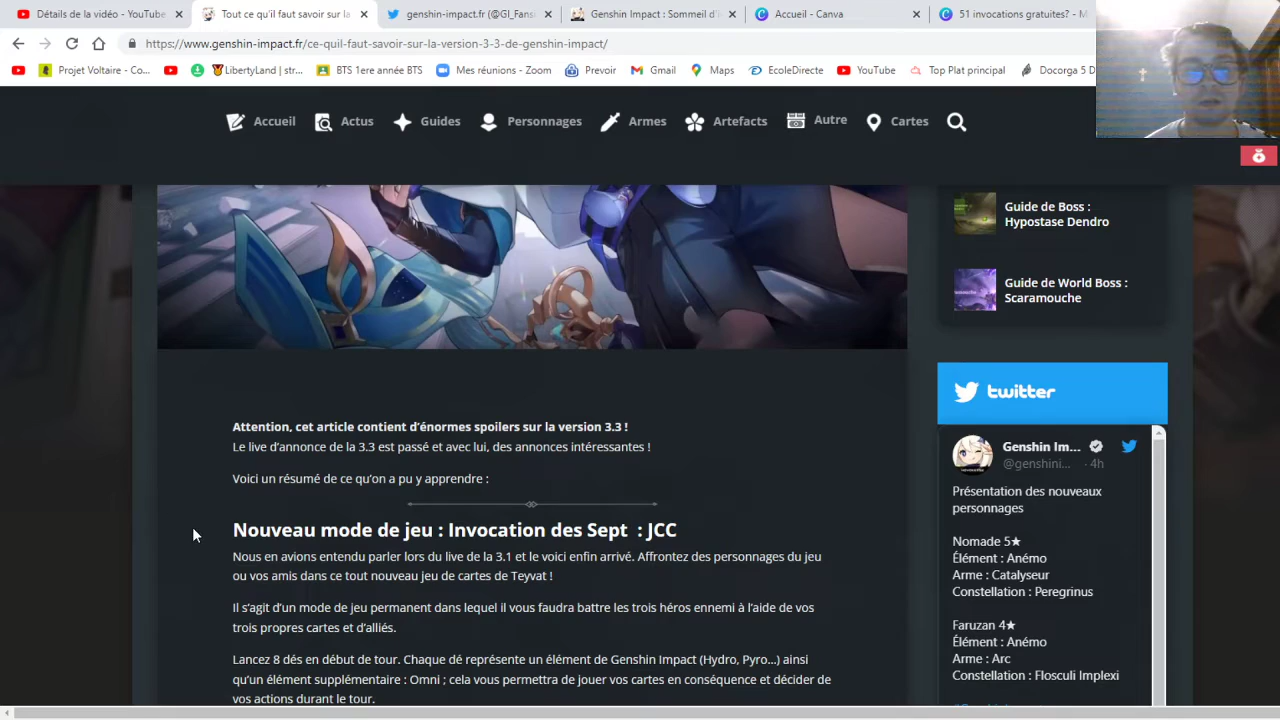 Détails de la vidéo - YouTube
Tout ce qu'il faut savoir sur la
genshin-impact.fr (@GI_Fansi
Genshin Impact : Sommeil d'
Accueil - Canva
51 invocations gratuites? - M
https://www.genshin-impact.fr/ce-quil-faut-savoir-sur-la-version-3-3-de-genshin-impact/
Projet Voltaire - Co...
LibertyLand | str...
BTS 1ere année BTS
Mes réunions - Zoom
Prevoir
Gmail
Maps
EcoleDirecte
YouTube
Top Plat principal
Docorga 5 D
Accueil
Actus
Guides
Personnages
Armes
Artefacts
Autre
Cartes
Guide de Boss :
Hypostase Dendro
Guide de World Boss :
Scaramouche
Attention, cet article contient d'énormes spoilers sur la version 3.3 !
Le live d'annonce de la 3.3 est passé et avec lui, des annonces intéressantes !
Voici un résumé de ce qu'on a pu y apprendre :
Nouveau mode de jeu : Invocation des Sept : JCC
Nous en avions entendu parler lors du live de la 3.1 et le voici enfin arrivé. Affrontez des personnages du jeu
ou vos amis dans ce tout nouveau jeu de cartes de Teyvat !
Il s'agit d'un mode de jeu permanent dans lequel il vous faudra battre les trois héros ennemi à l'aide de vos
trois propres cartes et d'alliés.
Lancez 8 dés en début de tour. Chaque dé représente un élément de Genshin Impact (Hydro, Pyro...) ainsi
qu'un élément supplémentaire : Omni ; cela vous permettra de jouer vos cartes en conséquence et décider de
vos actions durant le tour.
twitter
Genshin Im...
@genshini... · 4h
Présentation des nouveaux
personnages
Nomade 5★
Élément : Anémo
Arme : Catalyseur
Constellation : Peregrinus
Faruzan 4★
Élément : Anémo
Arme : Arc
Constellation : Flosculi Implexi